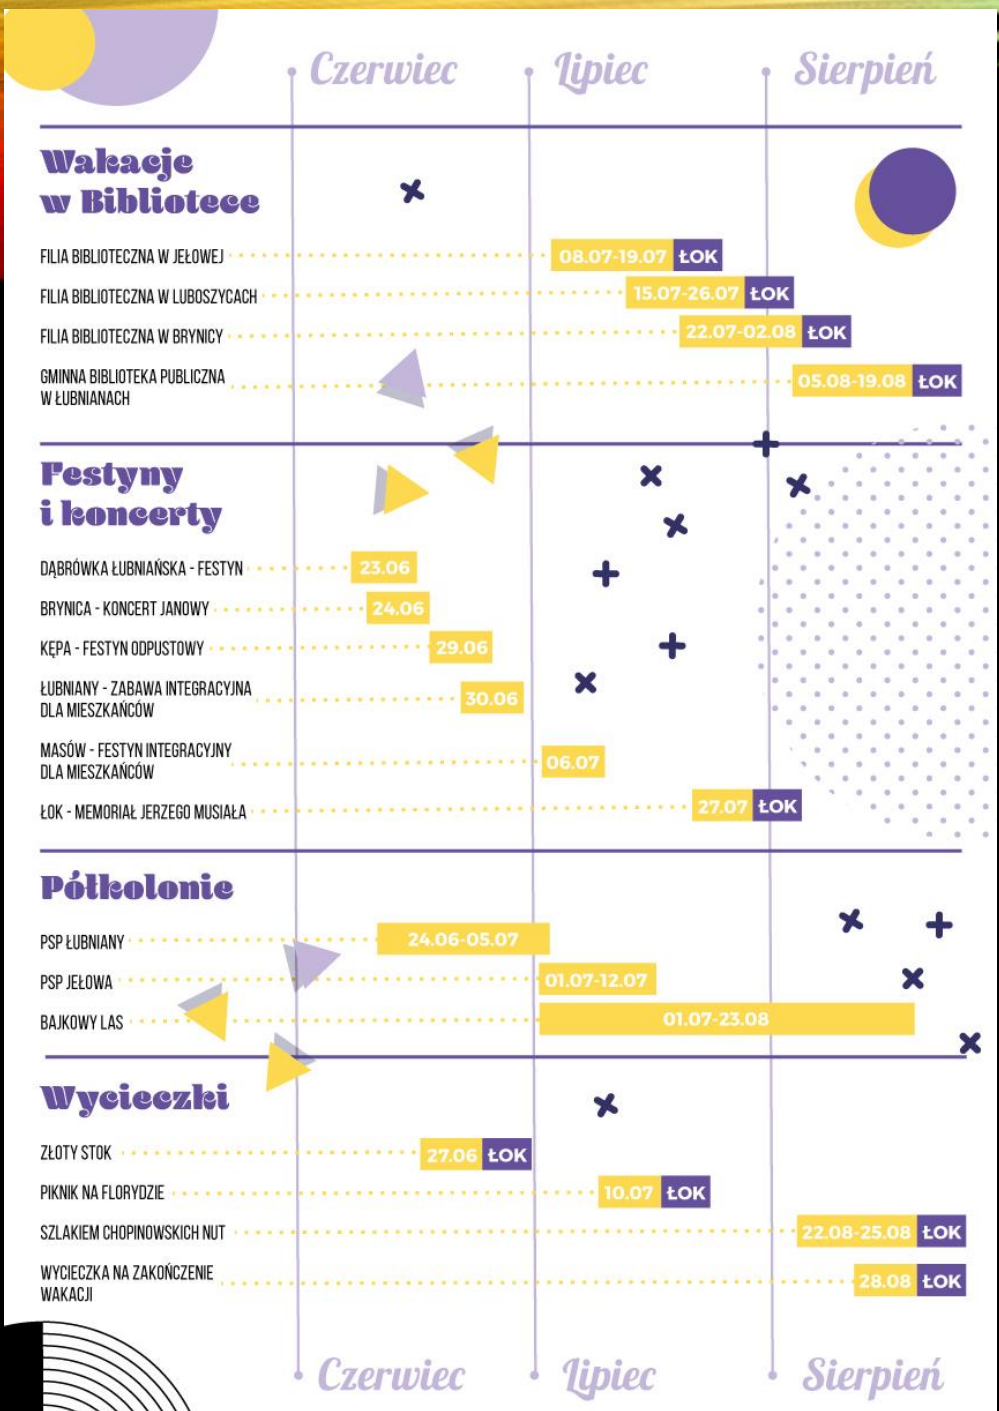 Czerwiec Lipiec Sierpień
Wakacje
w Bibliotece
FILIA BIBLIOTECZNA W JEŁOWEJ 08.07-19.07 ŁOK
FILIA BIBLIOTECZNA W LUBOSZYCACH 15.07-26.07 ŁOK
FILIA BIBLIOTECZNA W BRYNICY 22.07-02.08 ŁOK
GMINNA BIBLIOTEKA PUBLICZNA
W ŁUBNIANACH 05.08-19.08 ŁOK
Festyny
i koncerty
DĄBRÓWKA ŁUBNIAŃSKA - FESTYN 23.06
BRYNICA - KONCERT JANOWY 24.06
KĘPA - FESTYN ODPUSTOWY 29.06
ŁUBNIANY - ZABAWA INTEGRACYJNA
DLA MIESZKAŃCÓW 30.06
MASÓW - FESTYN INTEGRACYJNY
DLA MIESZKAŃCÓW 06.07
ŁOK - MEMORIAŁ JERZEGO MUSIAŁA 27.07 ŁOK
Półkolonie
PSP ŁUBNIANY 24.06-05.07
PSP JEŁOWA 01.07-12.07
BAJKOWY LAS 01.07-23.08
Wycieczki
ZŁOTY STOK 27.06 ŁOK
PIKNIK NA FLORYDZIE 10.07 ŁOK
SZLAKIEM CHOPINOWSKICH NUT 22.08-25.08 ŁOK
WYCIECZKA NA ZAKOŃCZENIE
WAKACJI 28.08 ŁOK
Czerwiec Lipiec Sierpień